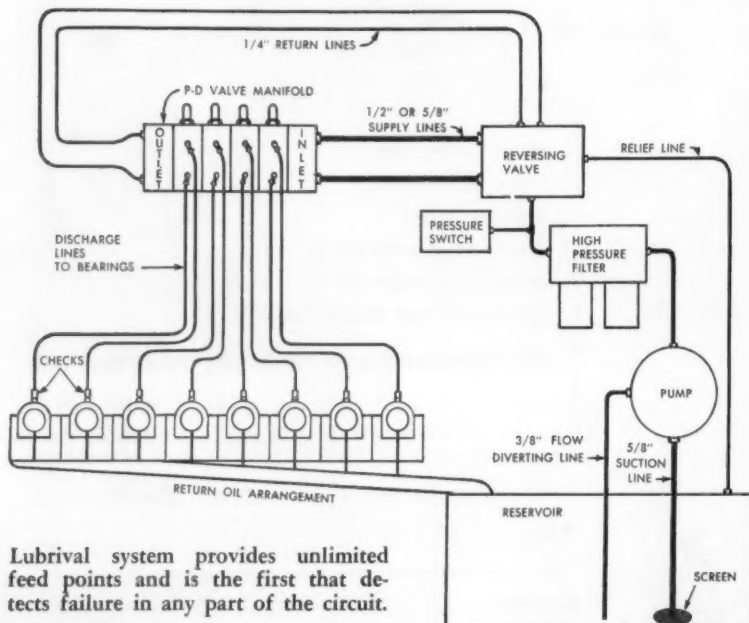 1/4" RETURN LINES
P-D VALVE MANIFOLD
OUTLET
INLET
1/2" OR 5/8"
SUPPLY LINES
REVERSING
VALVE
RELIEF LINE
PRESSURE
SWITCH
HIGH
PRESSURE
FILTER
DISCHARGE
LINES
TO BEARINGS
CHECKS
PUMP
3/8" FLOW
DIVERTING LINE
5/8"
SUCTION
LINE
RETURN OIL ARRANGEMENT
RESERVOIR
SCREEN
Lubrival system provides unlimited
feed points and is the first that de-
tects failure in any part of the circuit.